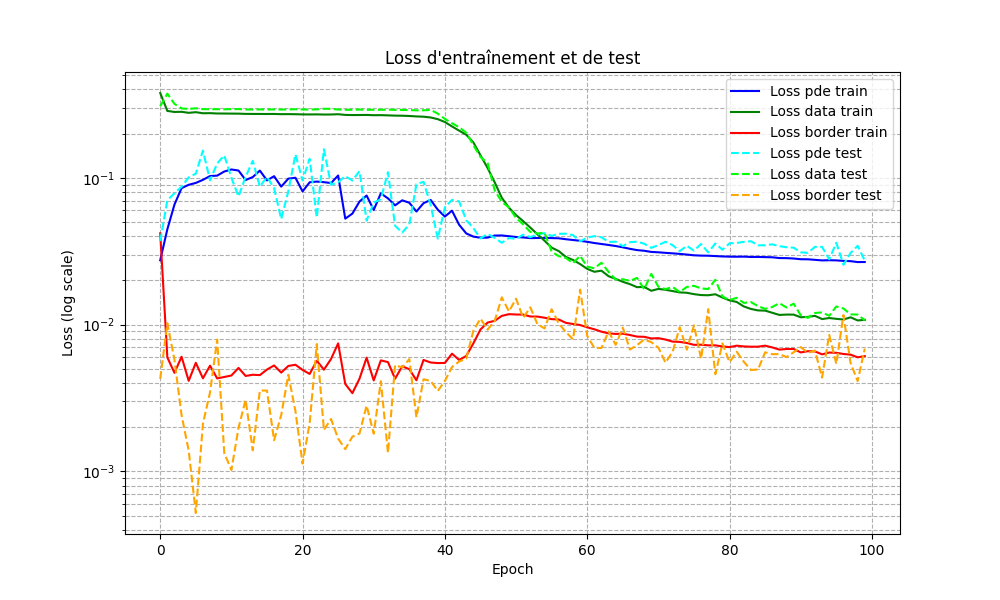 Loss d'entraînement et de test
Loss pde train
Loss data train
Loss border train
Loss pde test
Loss data test
Loss border test
Loss (log scale)
10⁻¹
10⁻²
10⁻³
0 20 40 60 80 100
Epoch